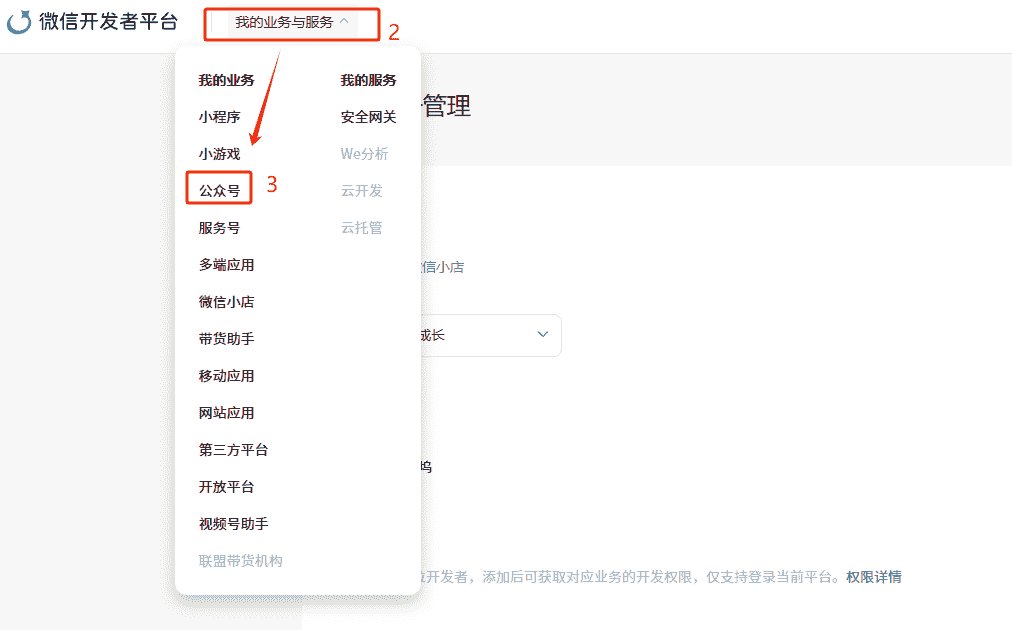 微信开发者平台
我的业务与服务
2
我的业务
我的服务
管理
小程序
安全网关
小游戏
We分析
公众号
3
云开发
服务号
云托管
多端应用
信小店
微信小店
带货助手
成长
移动应用
网站应用
第三方平台
坞
开放平台
视频号助手
联盟带货机构
开发者，添加后可获取对应业务的开发权限，仅支持登录当前平台。权限详情